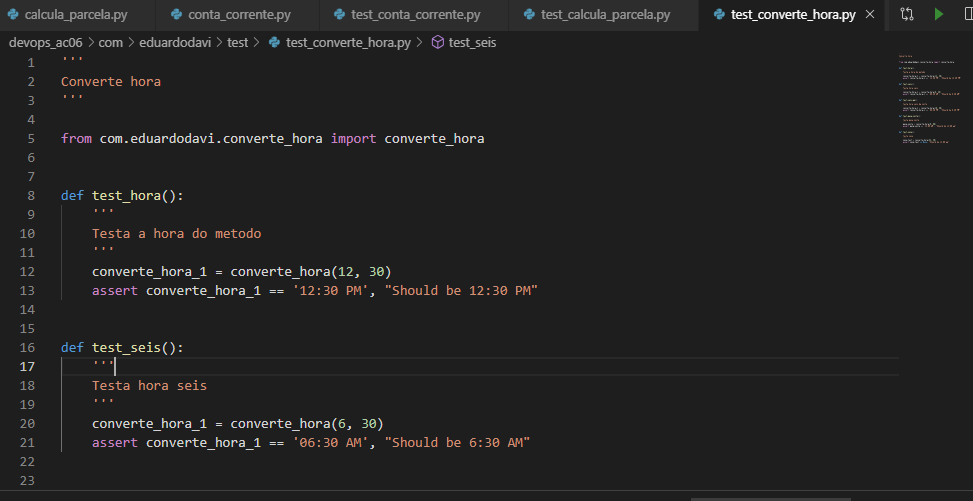 calcula_parcela.py conta_corrente.py test_conta_corrente.py test_calcula_parcela.py test_converte_hora.py
devops_ac06 > com > eduardodavi > test > test_converte_hora.py > test_seis
1 '''
2 Converte hora
3 '''
4
5 from com.eduardodavi.converte_hora import converte_hora
6
7
8 def test_hora():
9 '''
10 Testa a hora do metodo
11 '''
12 converte_hora_1 = converte_hora(12, 30)
13 assert converte_hora_1 == '12:30 PM', "Should be 12:30 PM"
14
15
16 def test_seis():
17 '''
18 Testa hora seis
19 '''
20 converte_hora_1 = converte_hora(6, 30)
21 assert converte_hora_1 == '06:30 AM', "Should be 6:30 AM"
22
23